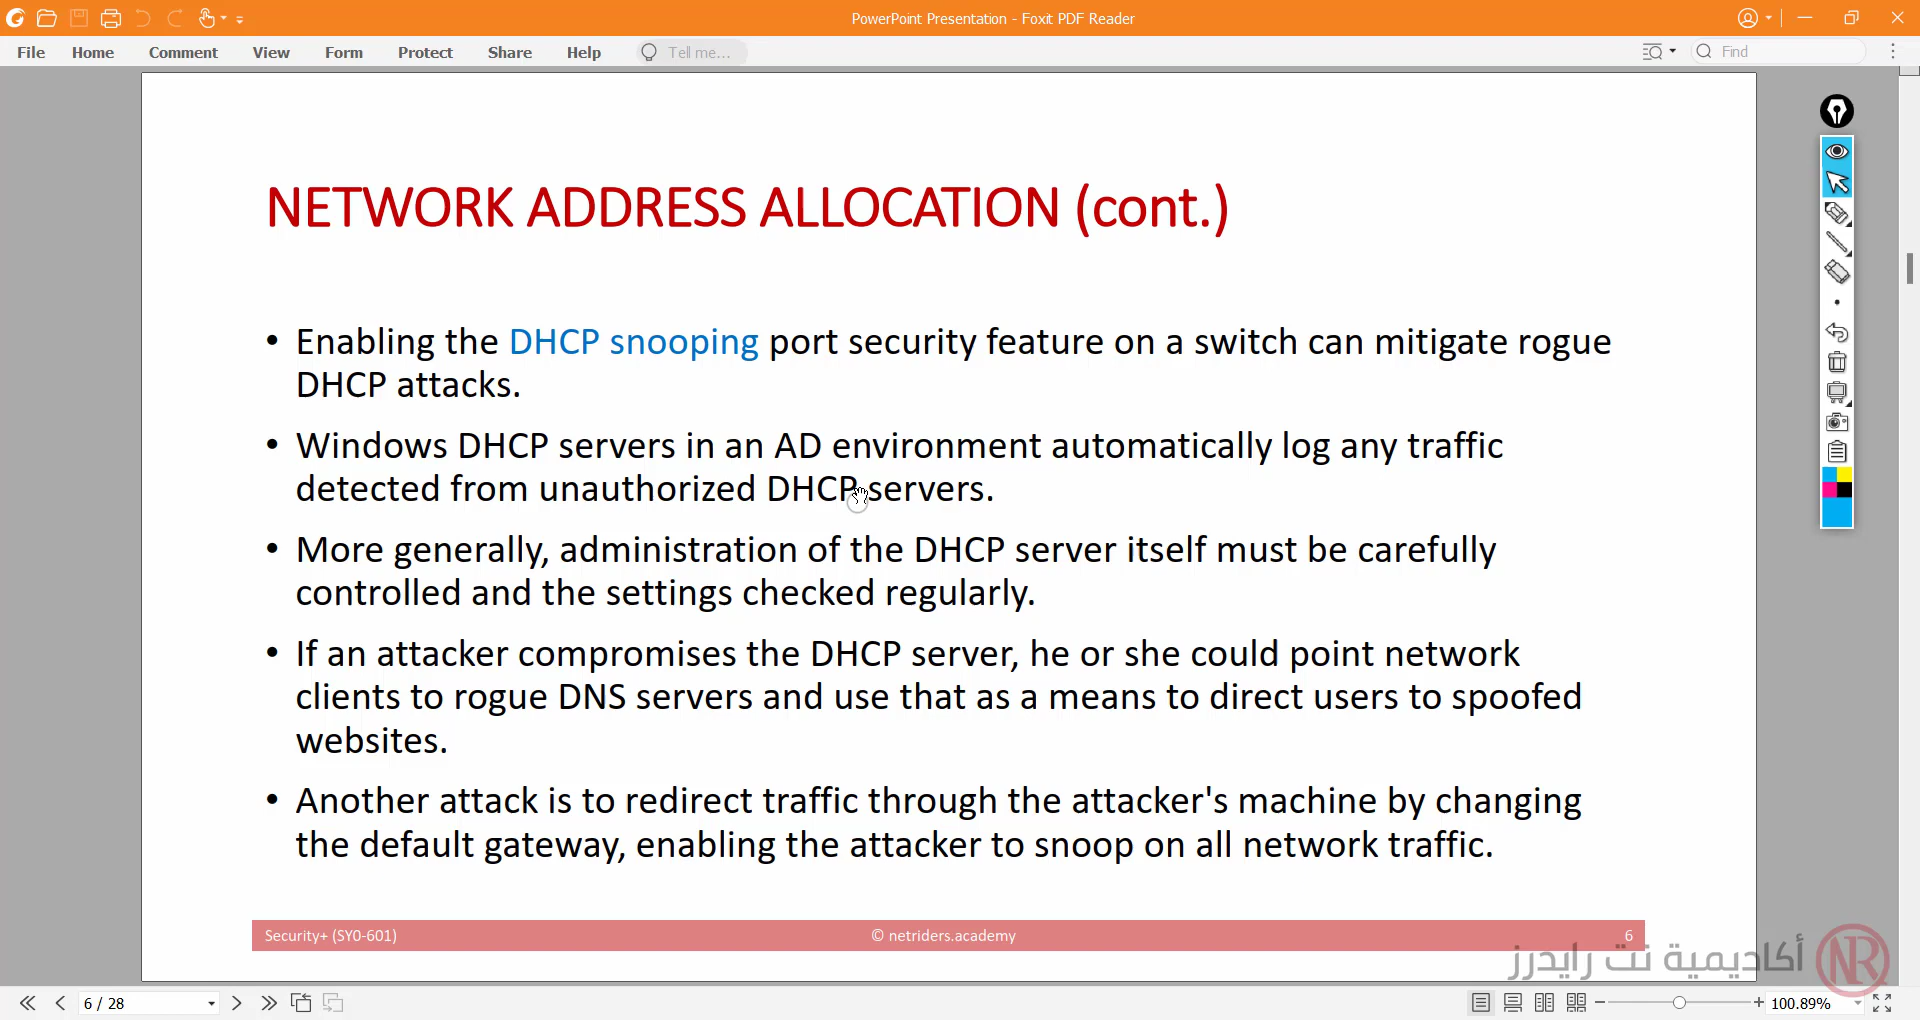 PowerPoint Presentation - Foxit PDF Reader
File Home Comment View Form Protect Share Help Tell me... Find
NETWORK ADDRESS ALLOCATION (cont.)
• Enabling the DHCP snooping port security feature on a switch can mitigate rogue
DHCP attacks.
• Windows DHCP servers in an AD environment automatically log any traffic
detected from unauthorized DHCP servers.
• More generally, administration of the DHCP server itself must be carefully
controlled and the settings checked regularly.
• If an attacker compromises the DHCP server, he or she could point network
clients to rogue DNS servers and use that as a means to direct users to spoofed
websites.
• Another attack is to redirect traffic through the attacker's machine by changing
the default gateway, enabling the attacker to snoop on all network traffic.
Security+ (SY0-601) © netriders.academy 6
أكاديمية نت رايدرز NR
6 / 28 100.89%